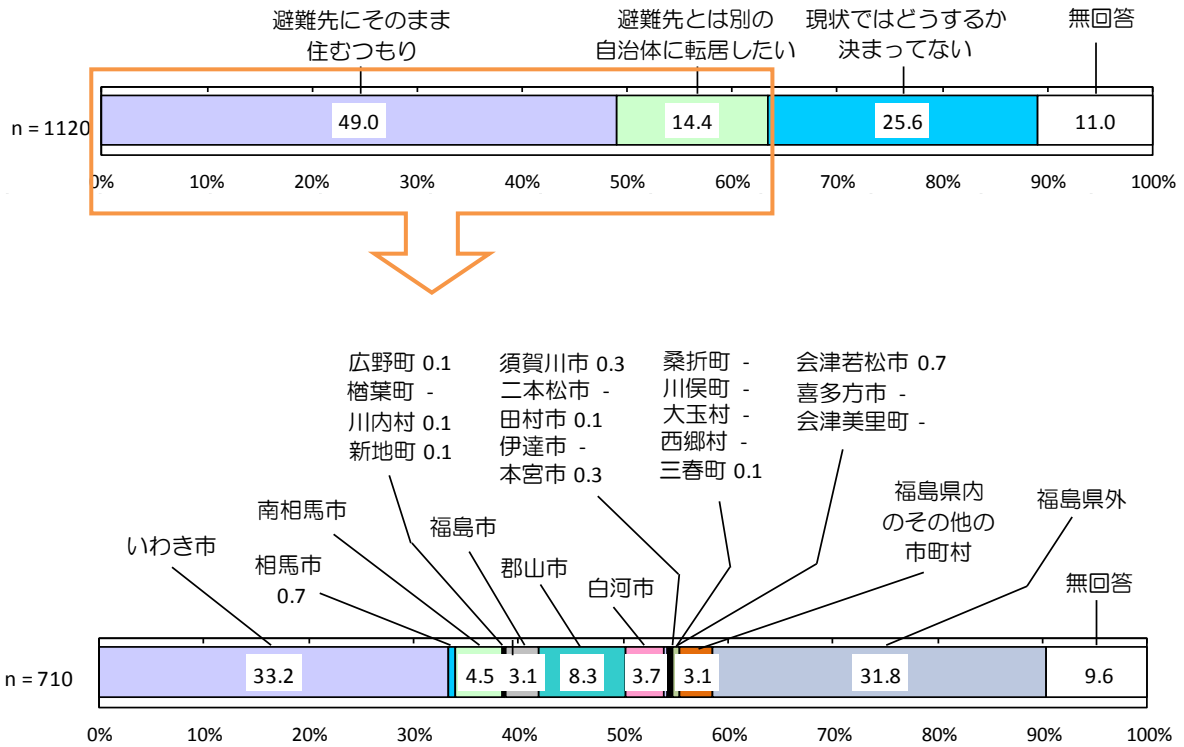 避難先にそのまま
住むつもり
避難先とは別の
自治体に転居したい
現状ではどうするか
決まってない
無回答
n = 1120
49.0
14.4
25.6
11.0
0%
10%
20%
30%
40%
50%
60%
70%
80%
90%
100%
広野町 0.1
楢葉町 -
川内村 0.1
新地町 0.1
須賀川市 0.3
二本松市 -
田村市 0.1
伊達市 -
本宮市 0.3
桑折町 -
川俣町 -
大玉村 -
西郷村 -
三春町 0.1
会津若松市 0.7
喜多方市 -
会津美里町 -
いわき市
相馬市
0.7
南相馬市
福島市
郡山市
白河市
福島県内
のその他の
市町村
福島県外
無回答
n = 710
33.2
4.5
3.1
8.3
3.7
3.1
31.8
9.6
0%
10%
20%
30%
40%
50%
60%
70%
80%
90%
100%